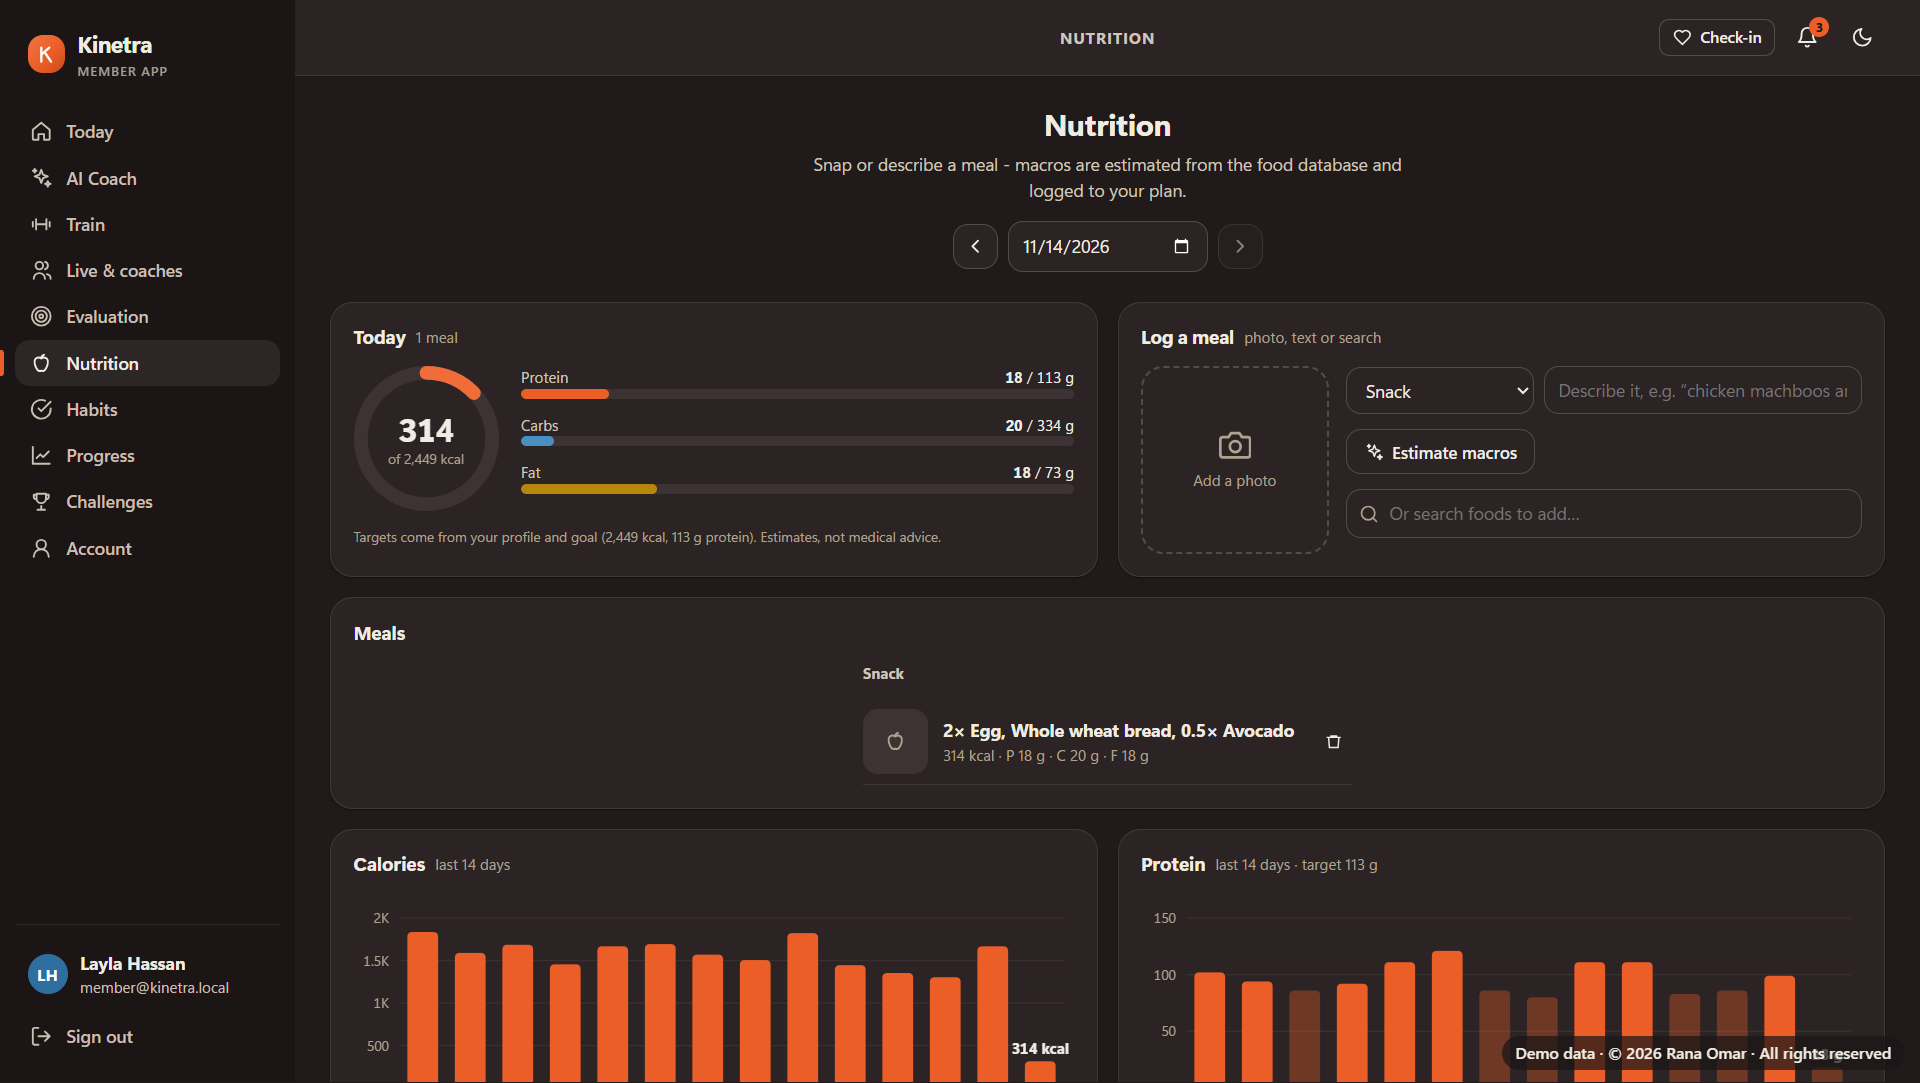 K
Kinetra
MEMBER APP
Today
AI Coach
Train
Live & coaches
Evaluation
Nutrition
Habits
Progress
Challenges
Account
LH
Layla Hassan
member@kinetra.local
Sign out
NUTRITION
Check-in
3
Nutrition
Snap or describe a meal - macros are estimated from the food database and
logged to your plan.
11/14/2026
Today 1 meal
314
of 2,449 kcal
Protein 18 / 113 g
Carbs 20 / 334 g
Fat 18 / 73 g
Targets come from your profile and goal (2,449 kcal, 113 g protein). Estimates, not medical advice.
Log a meal photo, text or search
Add a photo
Snack
Describe it, e.g. “chicken machboos a
Estimate macros
Or search foods to add...
Meals
Snack
2× Egg, Whole wheat bread, 0.5× Avocado
314 kcal · P 18 g · C 20 g · F 18 g
Calories last 14 days
2K
1.5K
1K
500
314 kcal
Protein last 14 days · target 113 g
150
100
50
Demo data · © 2026 Rana Omar · All rights reserved